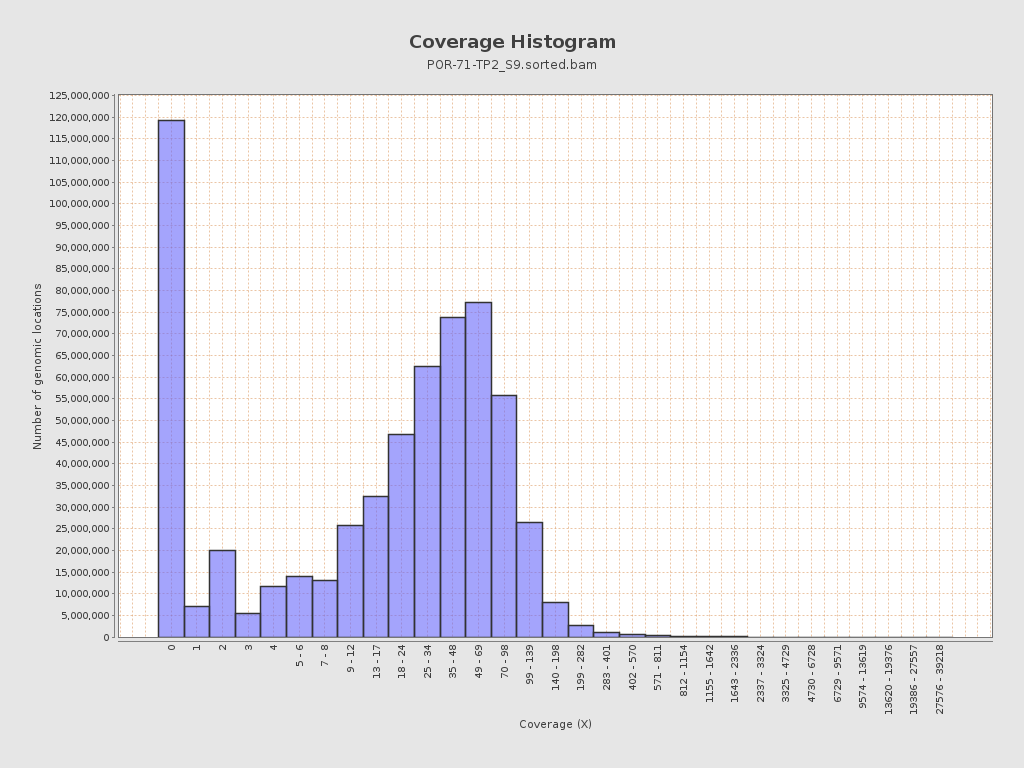 Coverage Histogram
POR-71-TP2_S9.sorted.bam
125,000,000
120,000,000
115,000,000
110,000,000
105,000,000
100,000,000
95,000,000
90,000,000
85,000,000
80,000,000
75,000,000
70,000,000
65,000,000
60,000,000
55,000,000
50,000,000
45,000,000
40,000,000
35,000,000
30,000,000
25,000,000
20,000,000
15,000,000
10,000,000
5,000,000
0
Number of genomic locations
0
1
2
3
4
5 - 6
7 - 8
9 - 12
13 - 17
18 - 24
25 - 34
35 - 48
49 - 69
70 - 98
99 - 139
140 - 198
199 - 282
283 - 401
402 - 570
571 - 811
812 - 1154
1155 - 1642
1643 - 2336
2337 - 3324
3325 - 4729
4730 - 6728
6729 - 9571
9574 - 13619
13620 - 19376
19386 - 27557
27576 - 39218
Coverage (X)